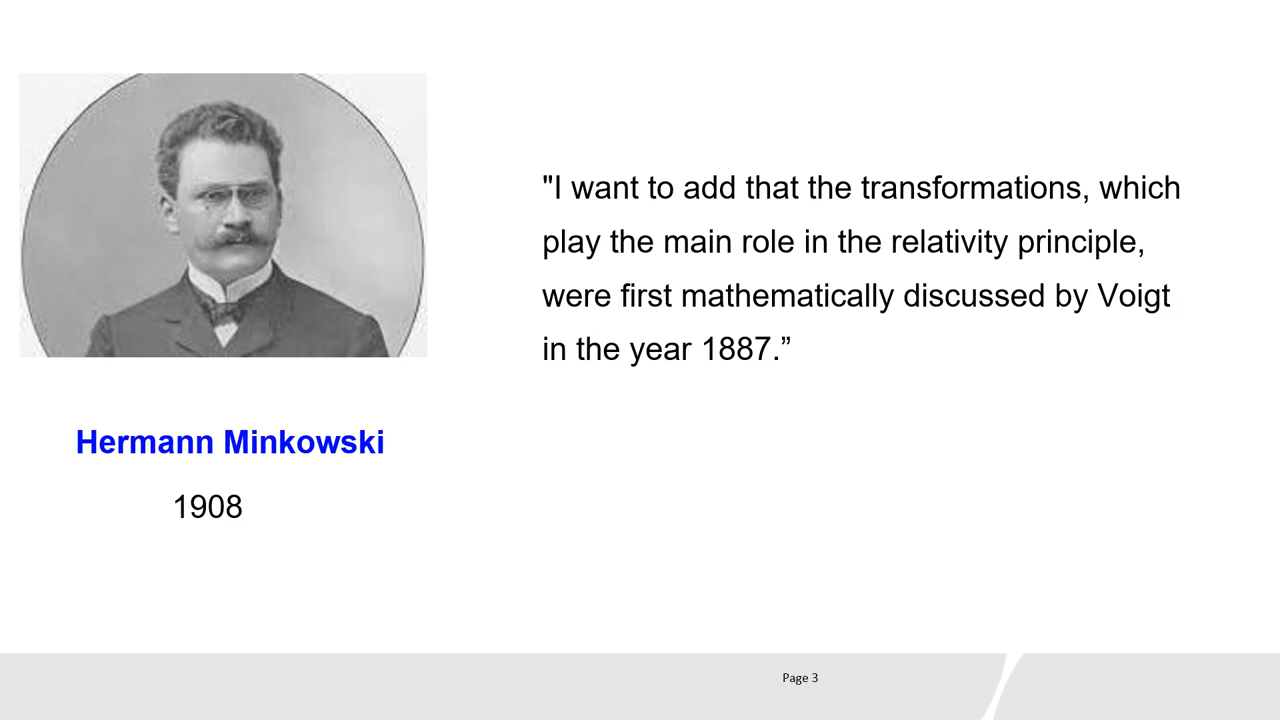 "I want to add that the transformations, which
play the main role in the relativity principle,
were first mathematically discussed by Voigt
in the year 1887.”
Hermann Minkowski
1908
Page 3